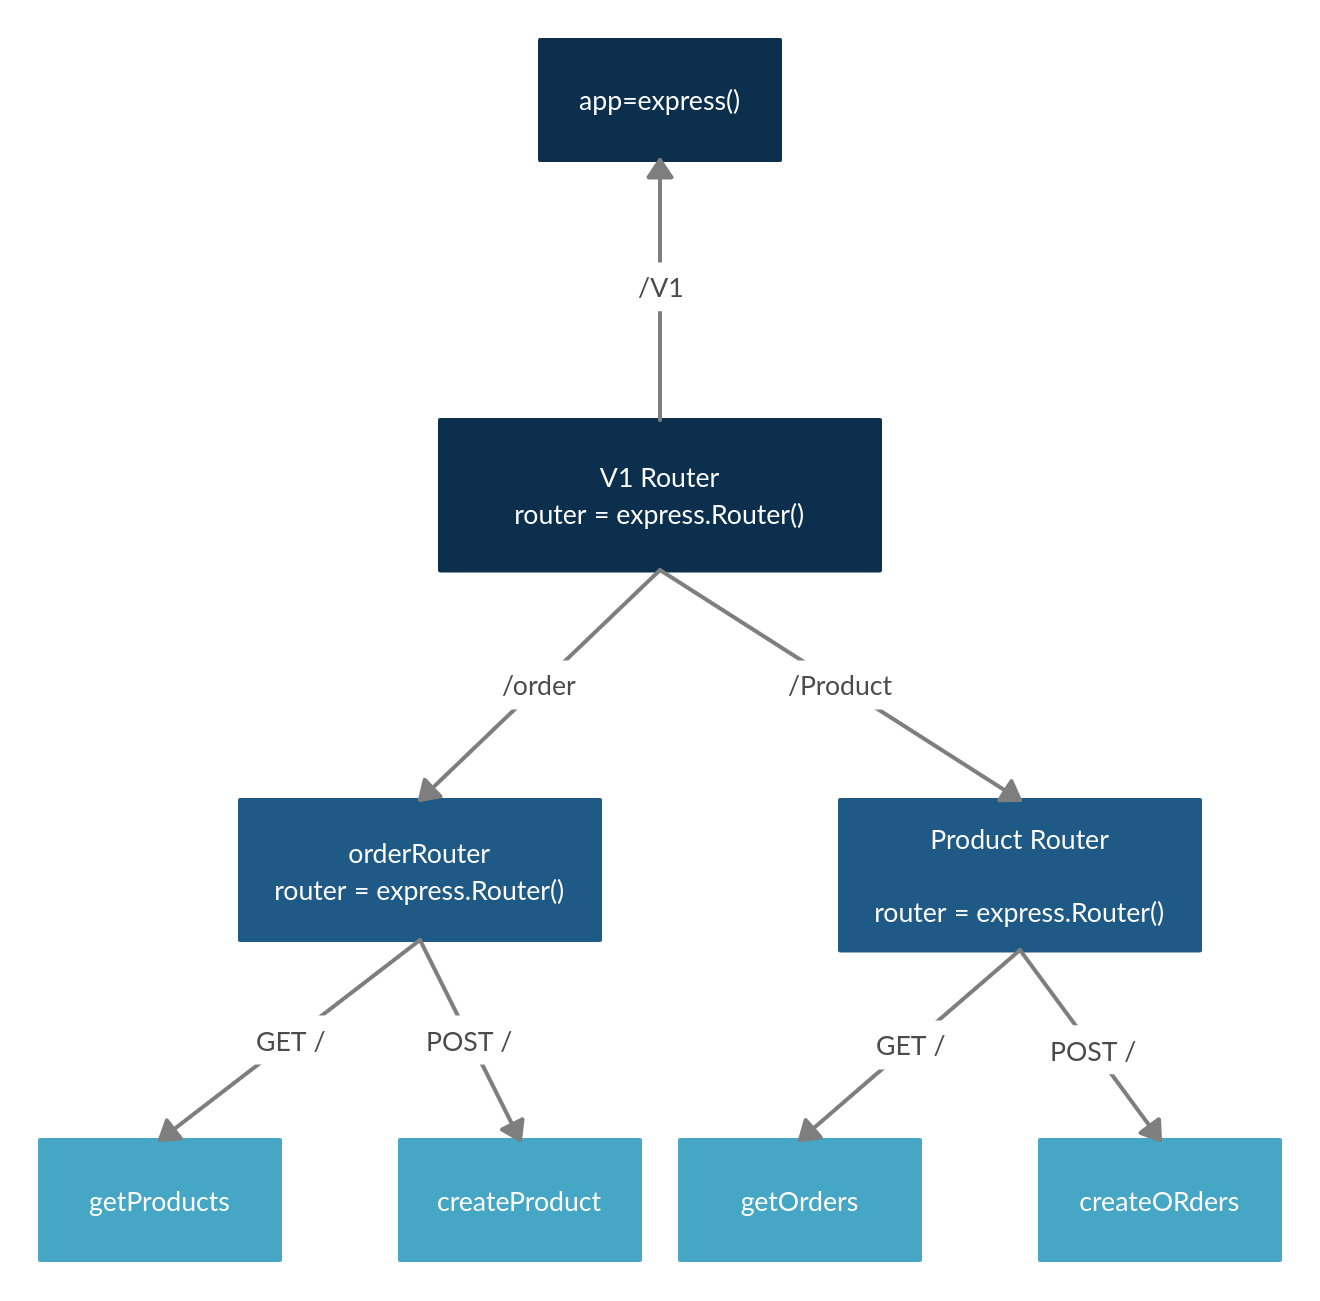 app=express()
/V1
V1 Router
router = express.Router()
/order
/Product
orderRouter
router = express.Router()
Product Router
router = express.Router()
GET /
POST /
GET /
POST /
getProducts
createProduct
getOrders
createORders